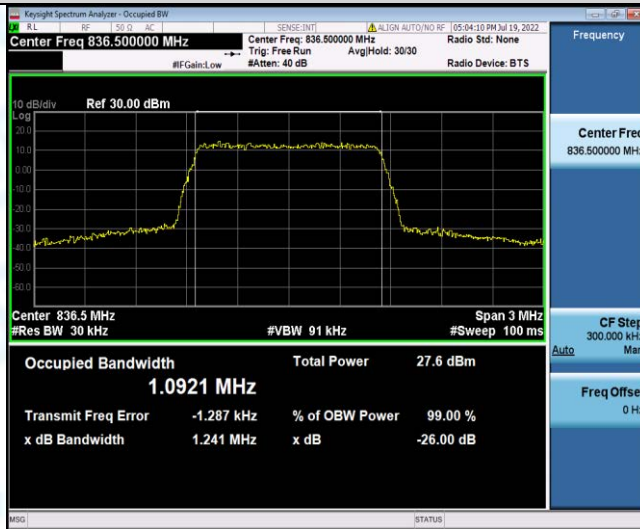 Keysight Spectrum Analyzer - Occupied BW
RL RF 50 Ω AC SENSE:INT ALIGN AUTO/NO RF 05:04:10 PM Jul 19, 2022
Center Freq 836.500000 MHz Center Freq: 836.500000 MHz Radio Std: None
Trig: Free Run Avg|Hold: 30/30
#IFGain:Low #Atten: 40 dB Radio Device: BTS
Frequency
10 dB/div Ref 30.00 dBm
Log
20.0
10.0
0.00
-10.0
-20.0
-30.0
-40.0
-50.0
-60.0
Center 836.5 MHz Span 3 MHz
#Res BW 30 kHz #VBW 91 kHz #Sweep 100 ms
Center Freq
836.500000 MHz
CF Step
300.000 kHz
Auto Man
Freq Offset
0 Hz
Occupied Bandwidth Total Power 27.6 dBm
1.0921 MHz
Transmit Freq Error -1.287 kHz % of OBW Power 99.00 %
x dB Bandwidth 1.241 MHz x dB -26.00 dB
MSG STATUS